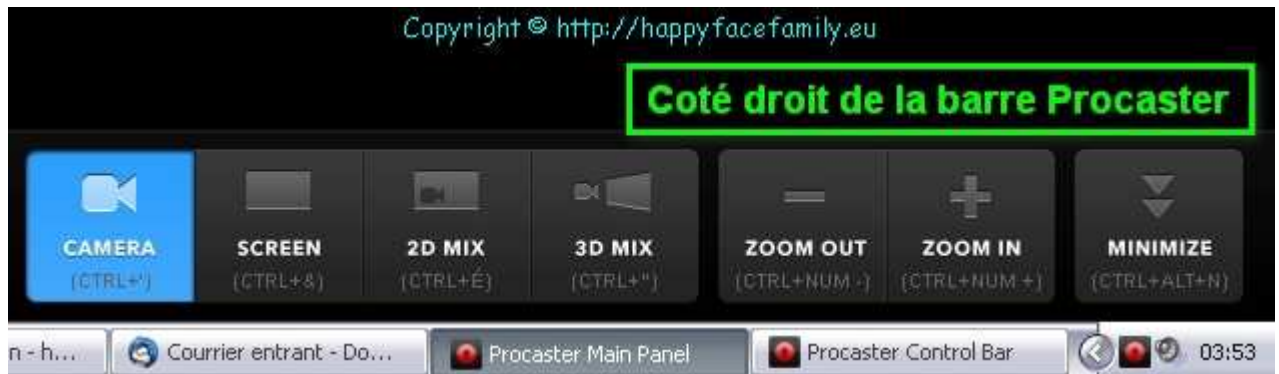 Copyright © http://happyfacefamily.eu
Coté droit de la barre Procaster
CAMERA SCREEN 2D MIX 3D MIX ZOOM OUT ZOOM IN MINIMIZE
(CTRL+²) (CTRL+&) (CTRL+É) (CTRL+") (CTRL+NUM -) (CTRL+NUM +) (CTRL+ALT+N)
n - h... Courrier entrant - Do... Procaster Main Panel Procaster Control Bar 03:53